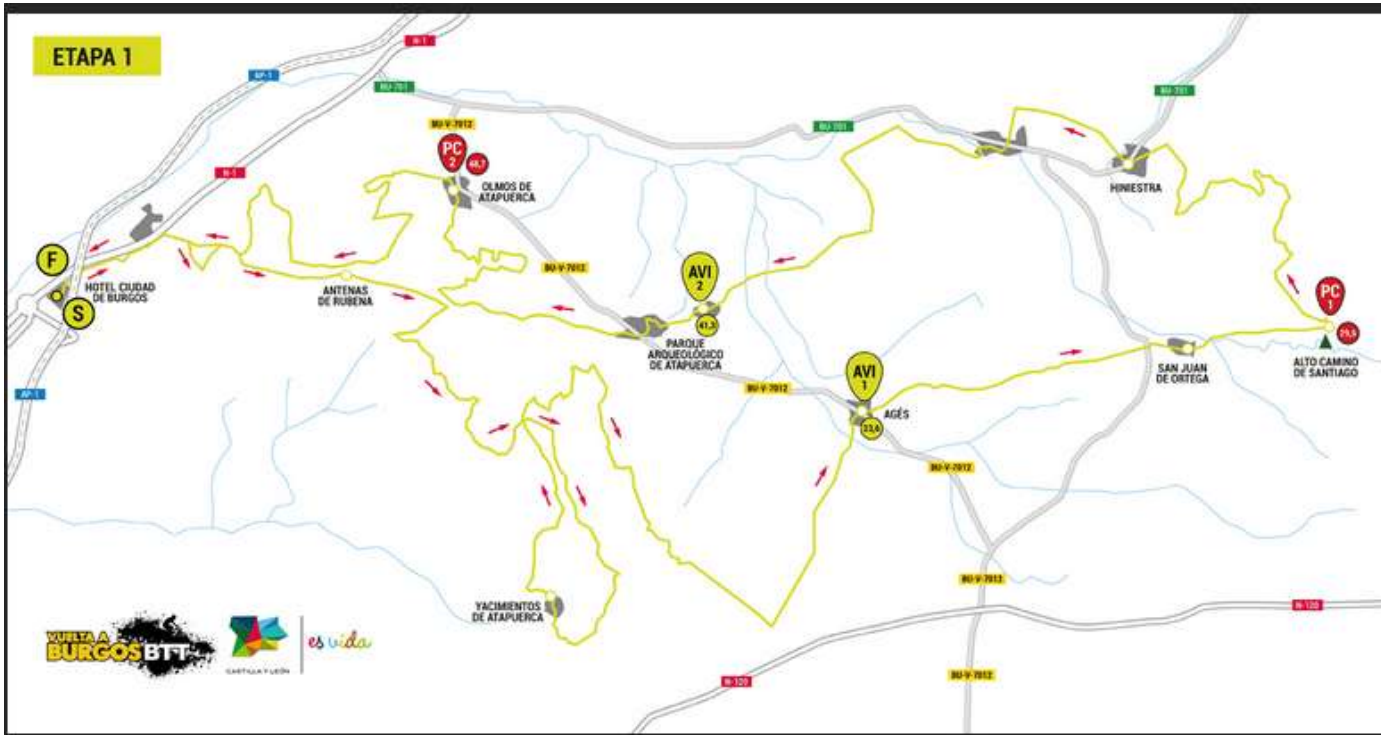 ETAPA 1
N-1
AP-1
BU-701
BU-701
BU-V-7012
BU-701
PC
2
48,7
OLMOS DE
ATAPUERCA
HINIESTRA
N-1
F
HOTEL CIUDAD
DE BURGOS
S
ANTENAS
DE RUBENA
BU-V-7012
AVI
2
41,3
PARQUE
ARQUEOLÓGICO
DE ATAPUERCA
PC
1
29,5
ALTO CAMINO
DE SANTIAGO
SAN JUAN
DE ORTEGA
AP-1
BU-V-7012
AVI
1
AGÉS
23,6
BU-V-7012
BU-V-7012
YACIMIENTOS
DE ATAPUERCA
N-120
BU-V-7012
N-120
VUELTA A
BURGOS BTT
CASTILLA Y LEÓN
es vida